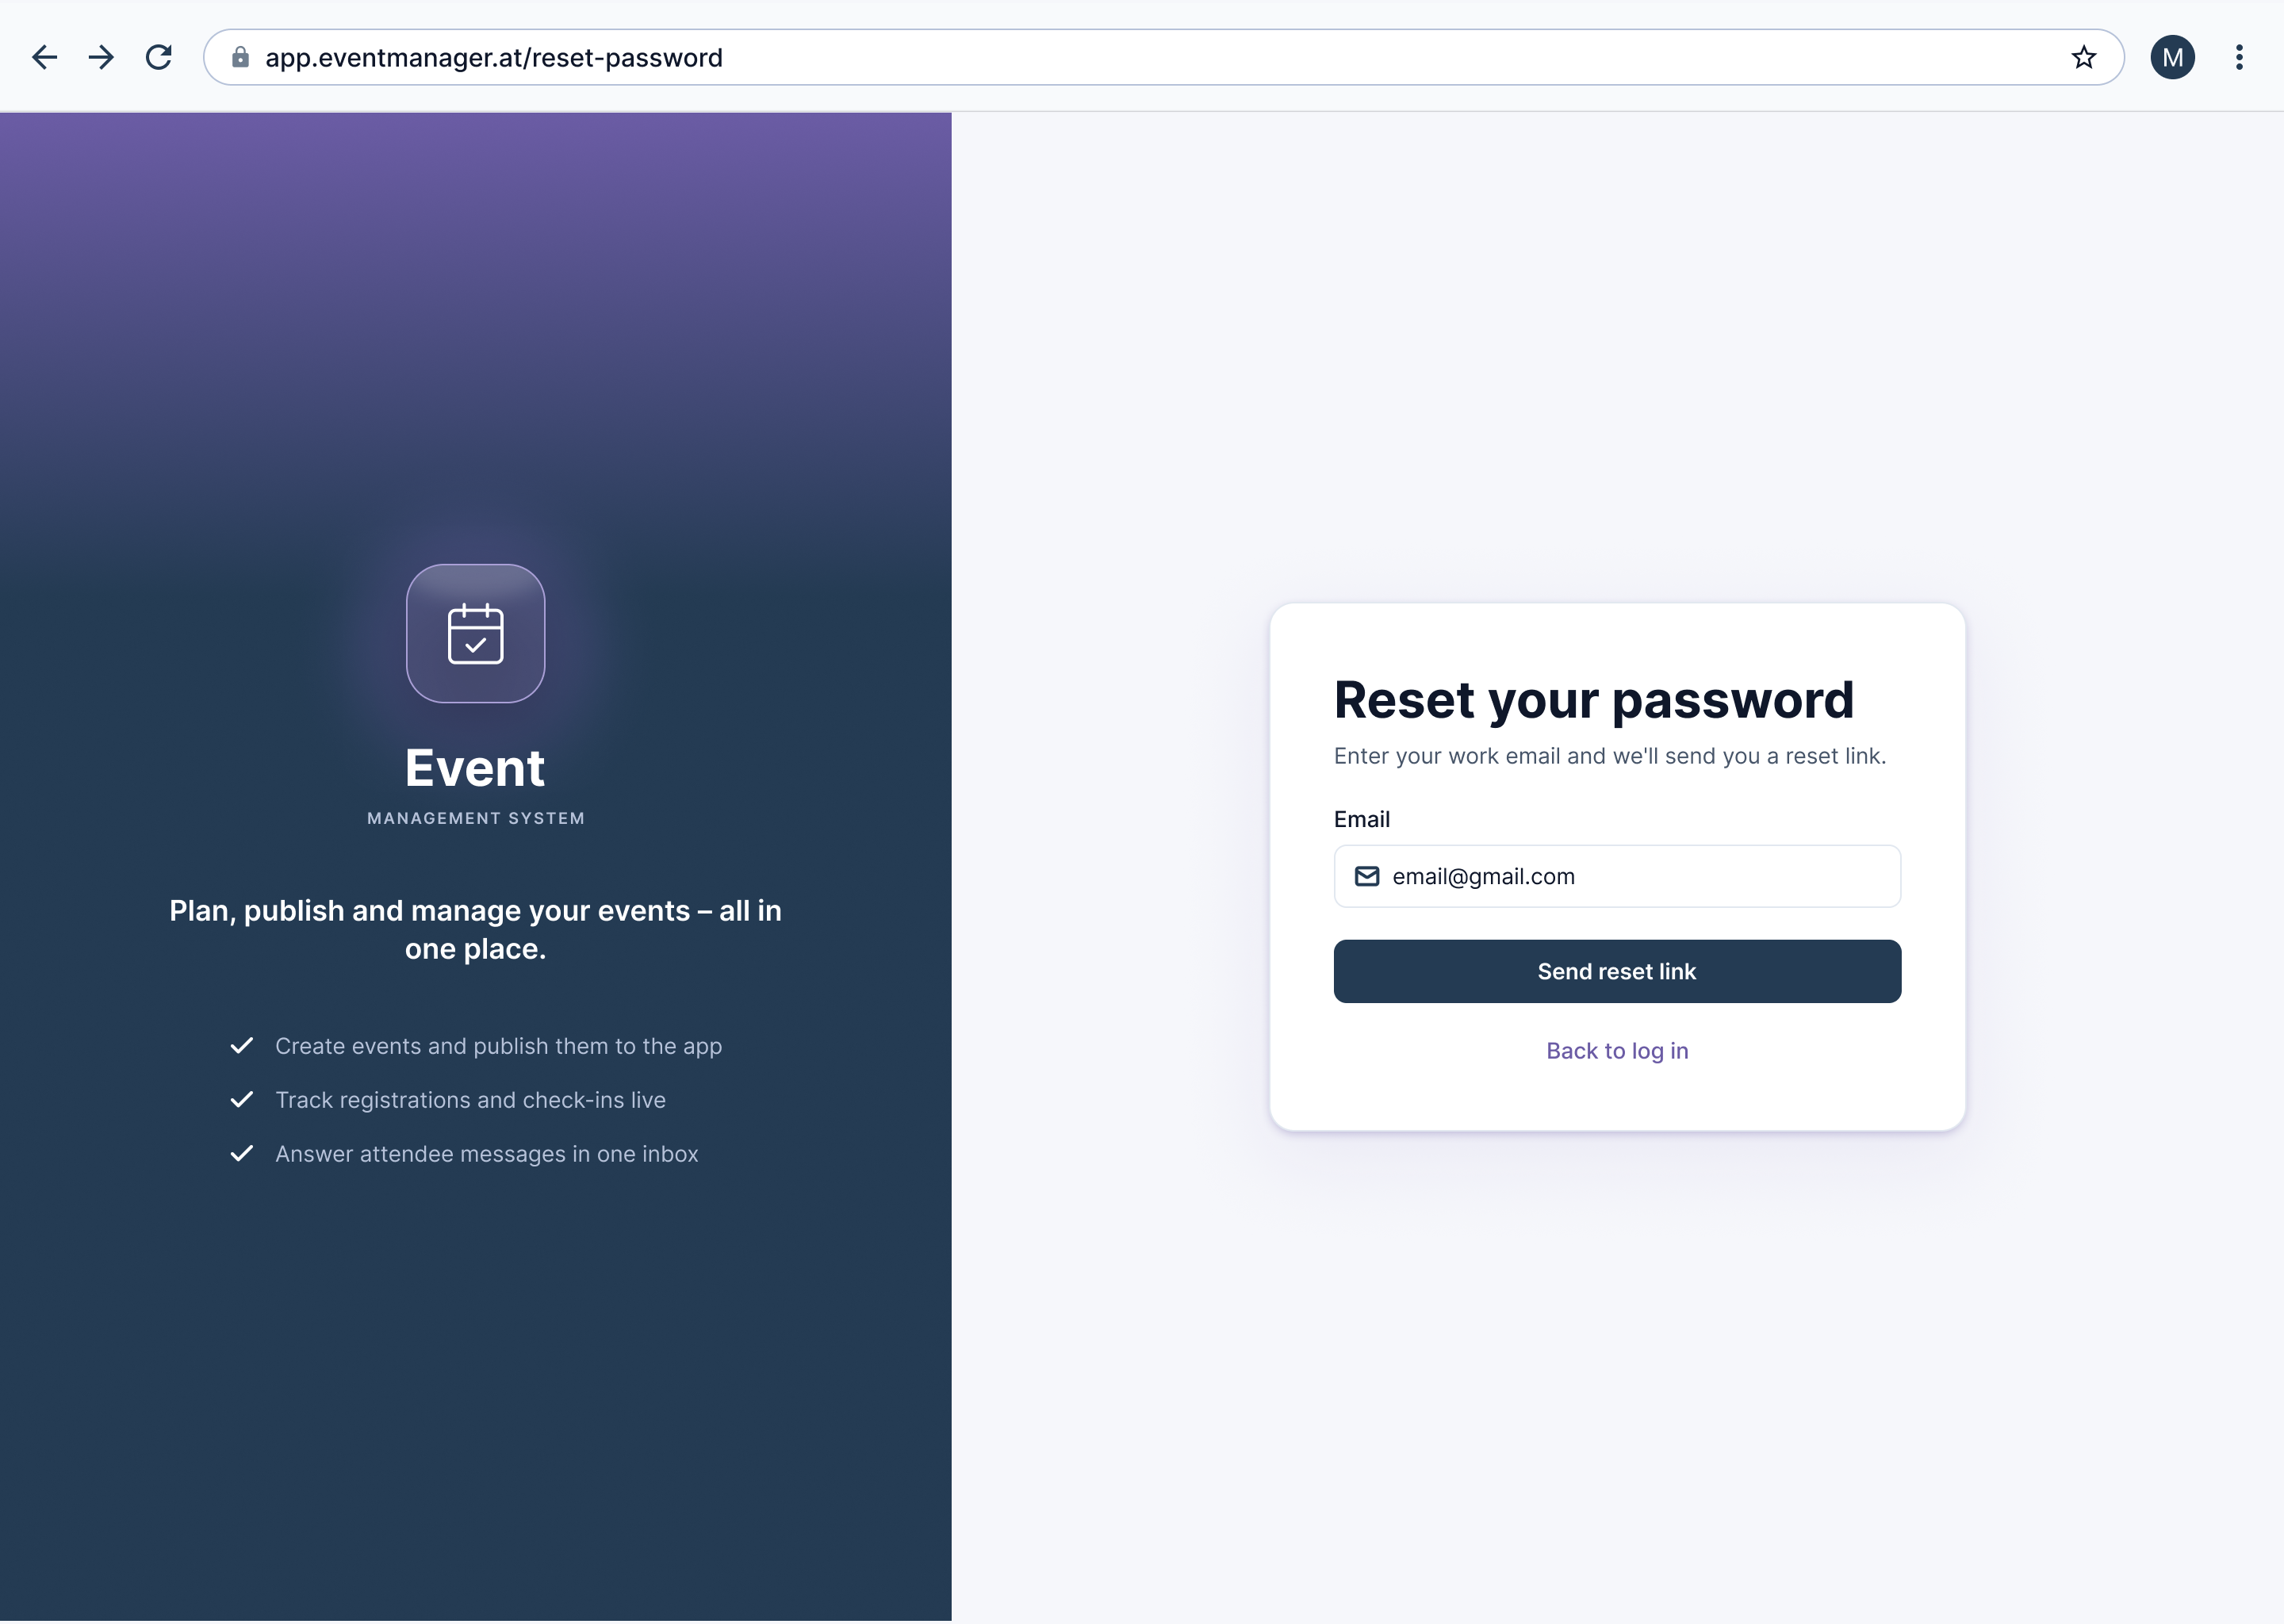 app.eventmanager.at/reset-password
M
Event
MANAGEMENT SYSTEM
Plan, publish and manage your events – all in
one place.
Create events and publish them to the app
Track registrations and check-ins live
Answer attendee messages in one inbox
Reset your password
Enter your work email and we'll send you a reset link.
Email
email@gmail.com
Send reset link
Back to log in